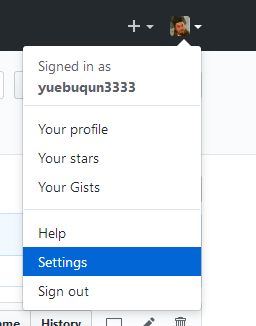 Signed in as
yuebuqun3333
Your profile
Your stars
Your Gists
Help
Settings
Sign out
History